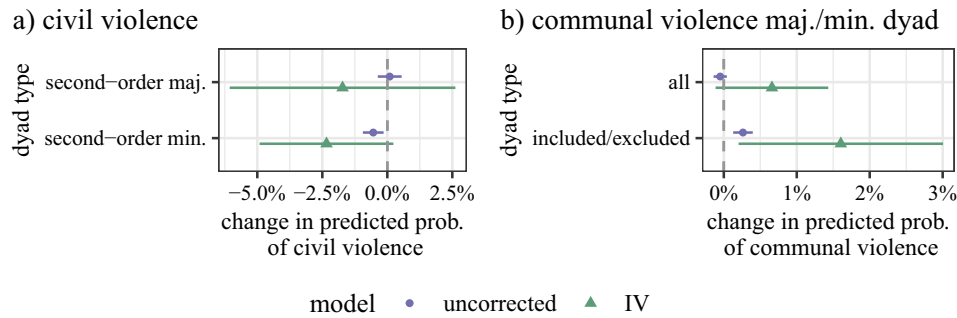 a) civil violence
dyad type
second−order maj.
second−order min.
−5.0% −2.5% 0.0% 2.5%
change in predicted prob.
of civil violence
b) communal violence maj./min. dyad
dyad type
all
included/excluded
0% 1% 2% 3%
change in predicted prob.
of communal violence
model uncorrected IV